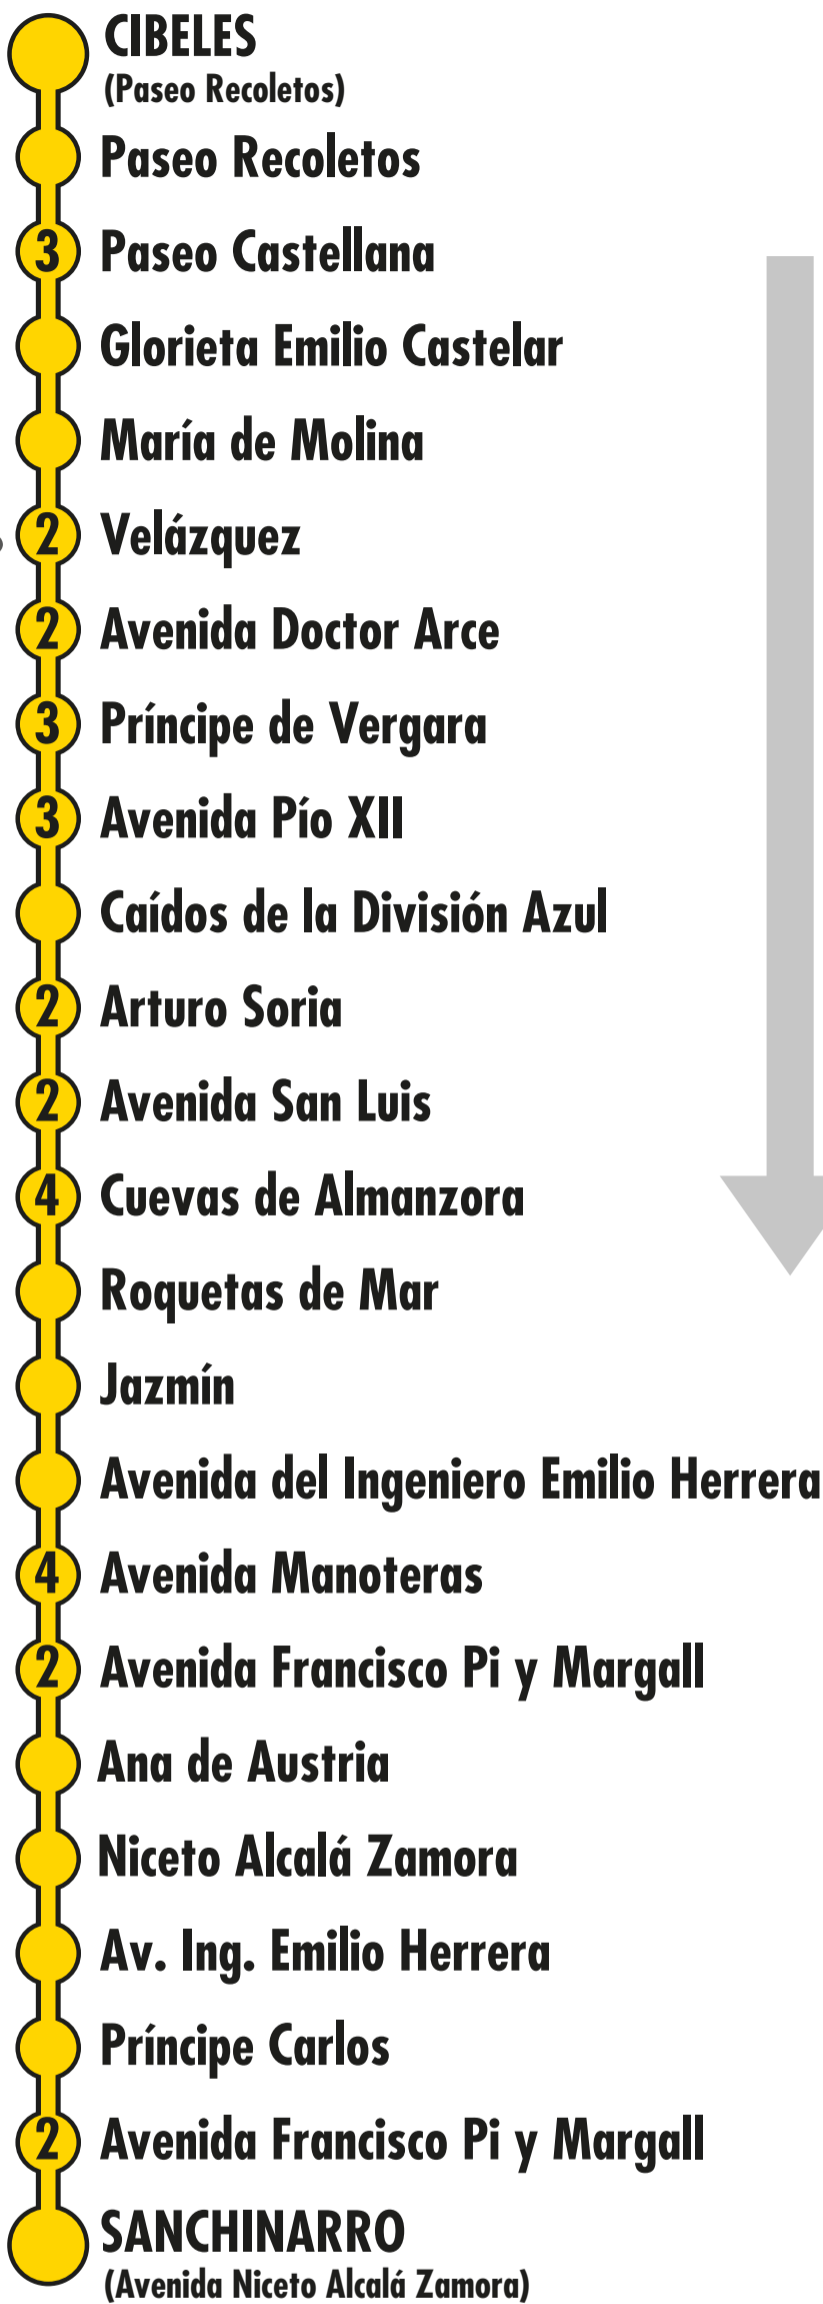 CIBELES
(Paseo Recoletos)
Paseo Recoletos
3 Paseo Castellana
Glorieta Emilio Castelar
María de Molina
2 Velázquez
2 Avenida Doctor Arce
3 Príncipe de Vergara
3 Avenida Pío XII
Caídos de la División Azul
2 Arturo Soria
2 Avenida San Luis
4 Cuevas de Almanzora
Roquetas de Mar
Jazmín
Avenida del Ingeniero Emilio Herrera
4 Avenida Manoteras
2 Avenida Francisco Pi y Margall
Ana de Austria
Niceto Alcalá Zamora
Av. Ing. Emilio Herrera
Príncipe Carlos
2 Avenida Francisco Pi y Margall
SANCHINARRO
(Avenida Niceto Alcalá Zamora)